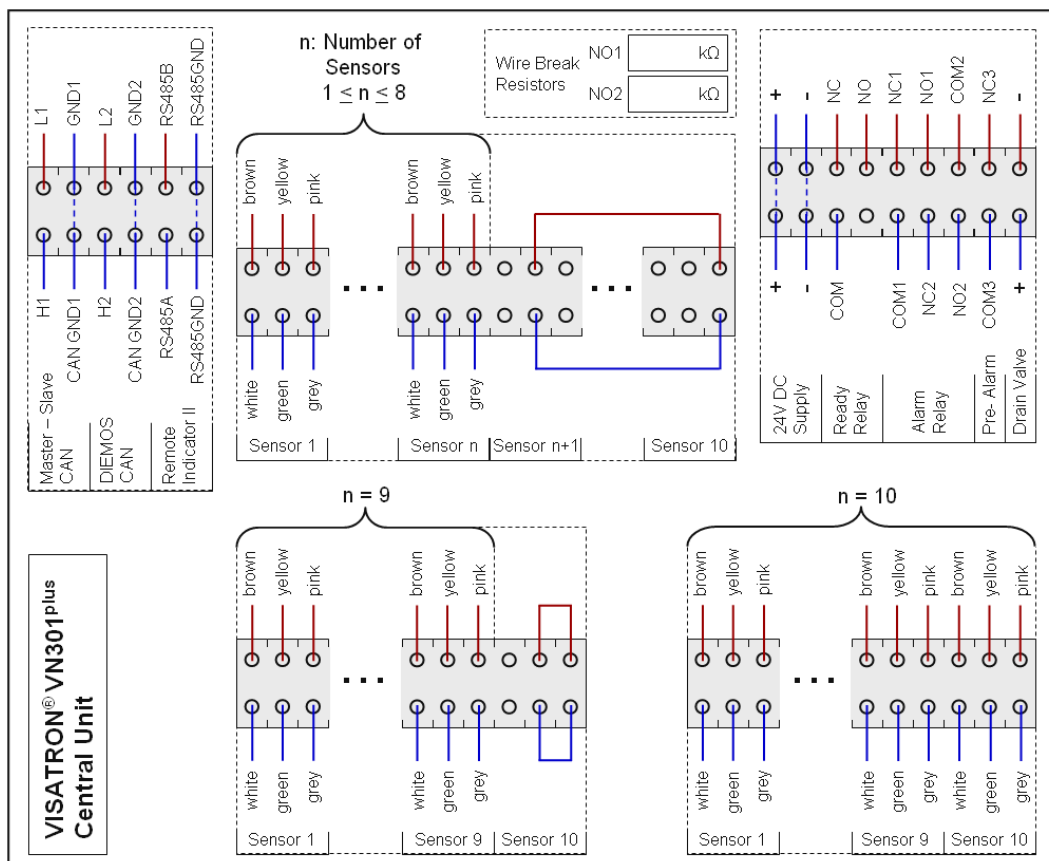 L1
GND1
L2
GND2
RS485B
RS485GND
H1
CAN GND1
H2
CAN GND2
RS485A
RS485GND
Master – Slave
CAN
DIEMOS
CAN
Remote
Indicator II
n: Number of
Sensors
1 ≤ n ≤ 8
brown
yellow
pink
brown
yellow
pink
. . .
. . .
white
green
grey
white
green
grey
Sensor 1
Sensor n
Sensor n+1
Sensor 10
Wire Break
Resistors
NO1
kΩ
NO2
kΩ
+
-
NC
NO
NC1
NO1
COM2
NC3
-
+
-
COM
COM1
NC2
NO2
COM3
+
24V DC
Supply
Ready
Relay
Alarm
Relay
Pre- Alarm
Drain Valve
VISATRON® VN301plus
Central Unit
n = 9
brown
yellow
pink
brown
yellow
pink
. . .
white
green
grey
white
green
grey
Sensor 1
Sensor 9
Sensor 10
n = 10
brown
yellow
pink
brown
yellow
pink
brown
yellow
pink
. . .
white
green
grey
white
green
grey
white
green
grey
Sensor 1
Sensor 9
Sensor 10